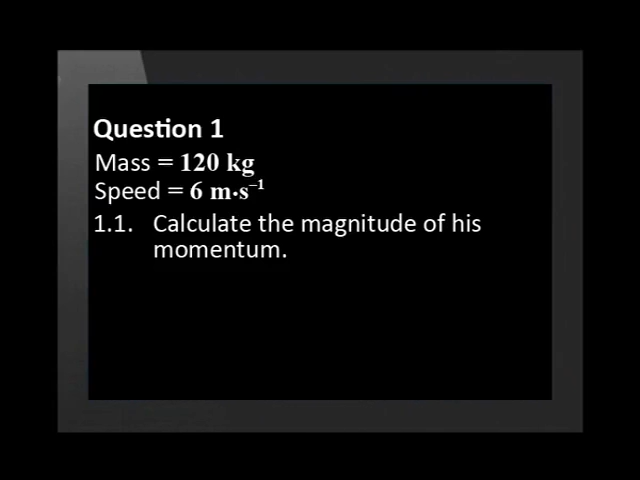 Question 1
Mass = 120 kg
Speed = 6 m·s⁻¹
1.1. Calculate the magnitude of his
momentum.